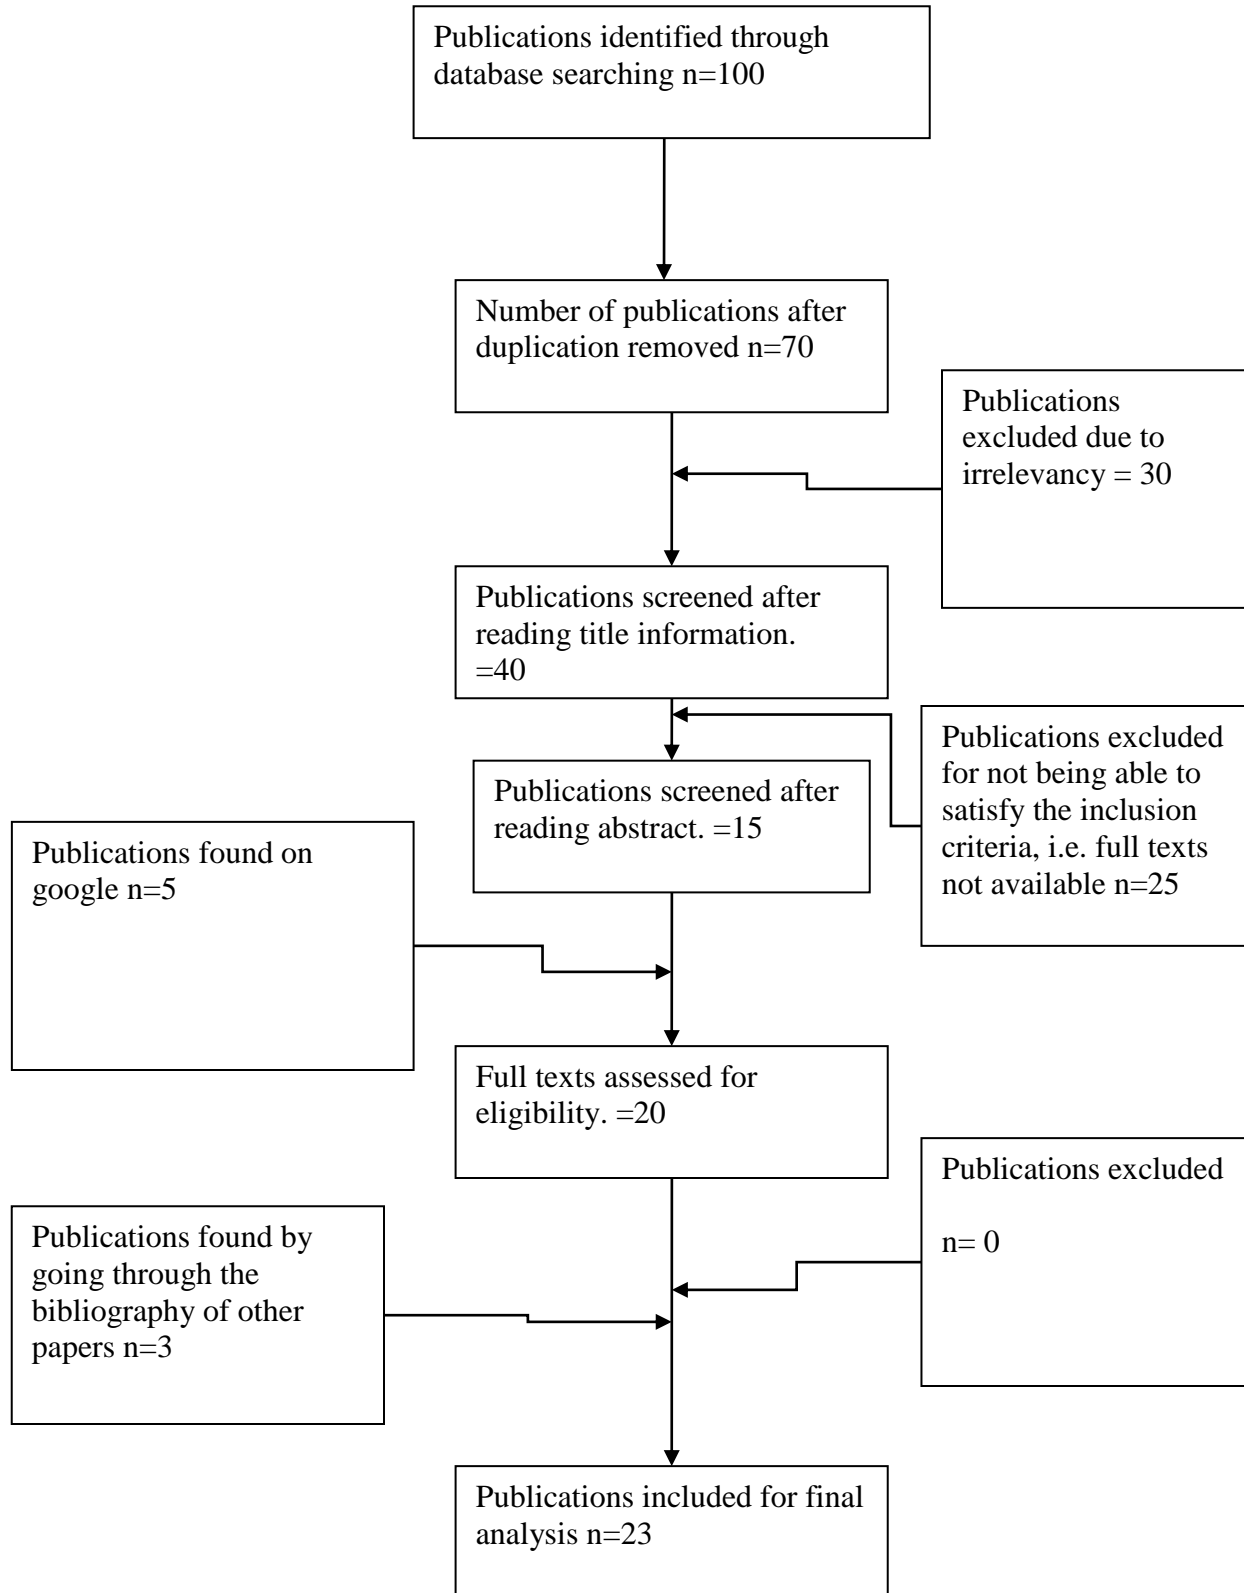 Publications identified through
database searching n=100
Number of publications after
duplication removed n=70
Publications
excluded due to
irrelevancy = 30
Publications screened after
reading title information.
=40
Publications excluded
for not being able to
satisfy the inclusion
criteria, i.e. full texts
not available n=25
Publications screened after
reading abstract. =15
Publications found on
google n=5
Full texts assessed for
eligibility. =20
Publications excluded
n= 0
Publications found by
going through the
bibliography of other
papers n=3
Publications included for final
analysis n=23